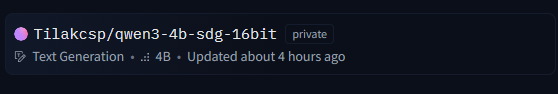 Tilakcsp/qwen3-4b-sdg-16bit private
Text Generation • 4B • Updated about 4 hours ago